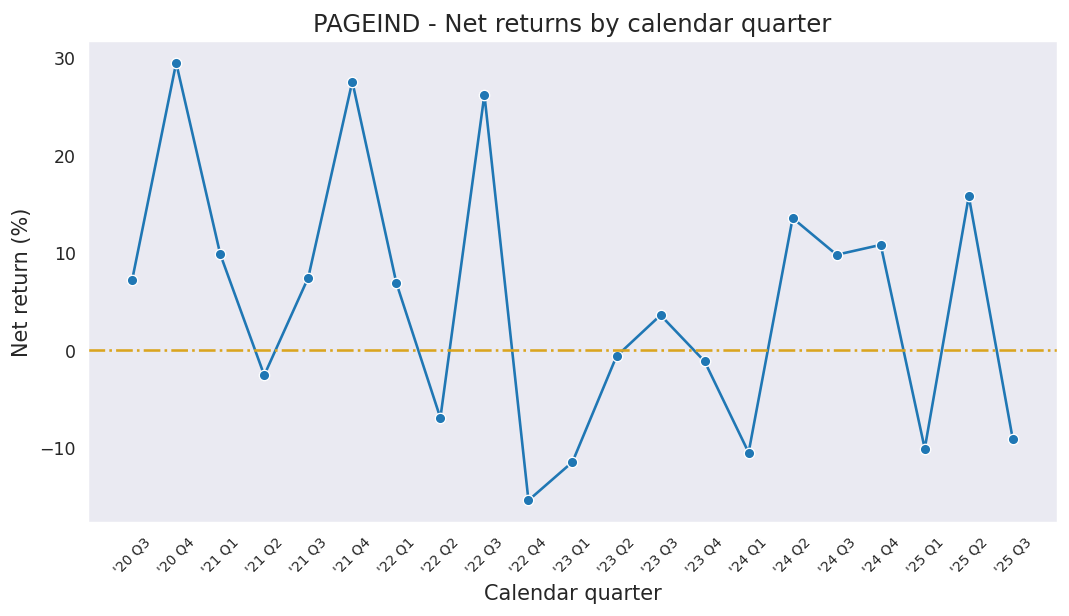 PAGEIND - Net returns by calendar quarter
Net return (%)
30
20
10
0
−10
'20 Q3
'20 Q4
'21 Q1
'21 Q2
'21 Q3
'21 Q4
'22 Q1
'22 Q2
'22 Q3
'22 Q4
'23 Q1
'23 Q2
'23 Q3
'23 Q4
'24 Q1
'24 Q2
'24 Q3
'24 Q4
'25 Q1
'25 Q2
'25 Q3
Calendar quarter